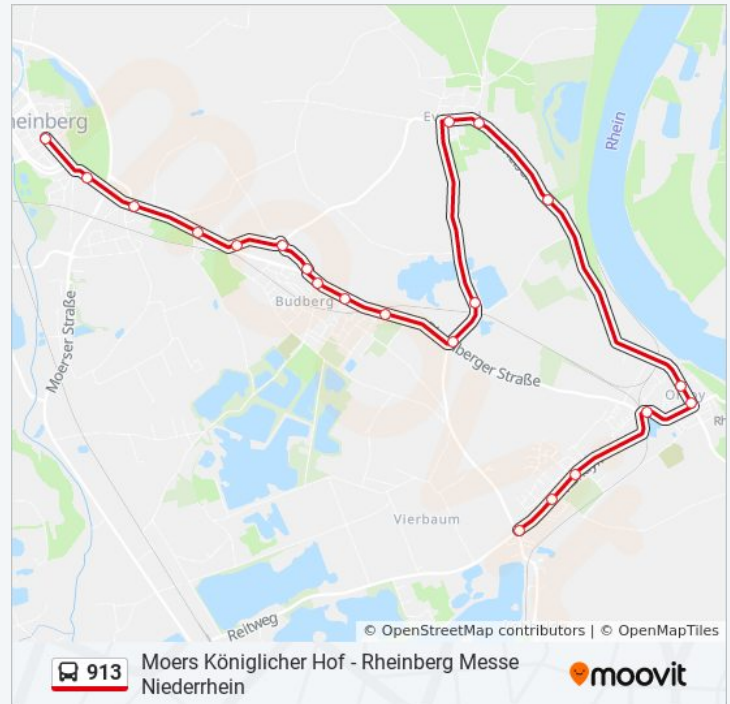 heinberg
Rhein
Moerser Straße
Budberg
berger Straße
Vierbaum
Reitweg
© OpenStreetMap contributors | © OpenMapTiles
913
Moers Königlicher Hof - Rheinberg Messe
Niederrhein
moovit